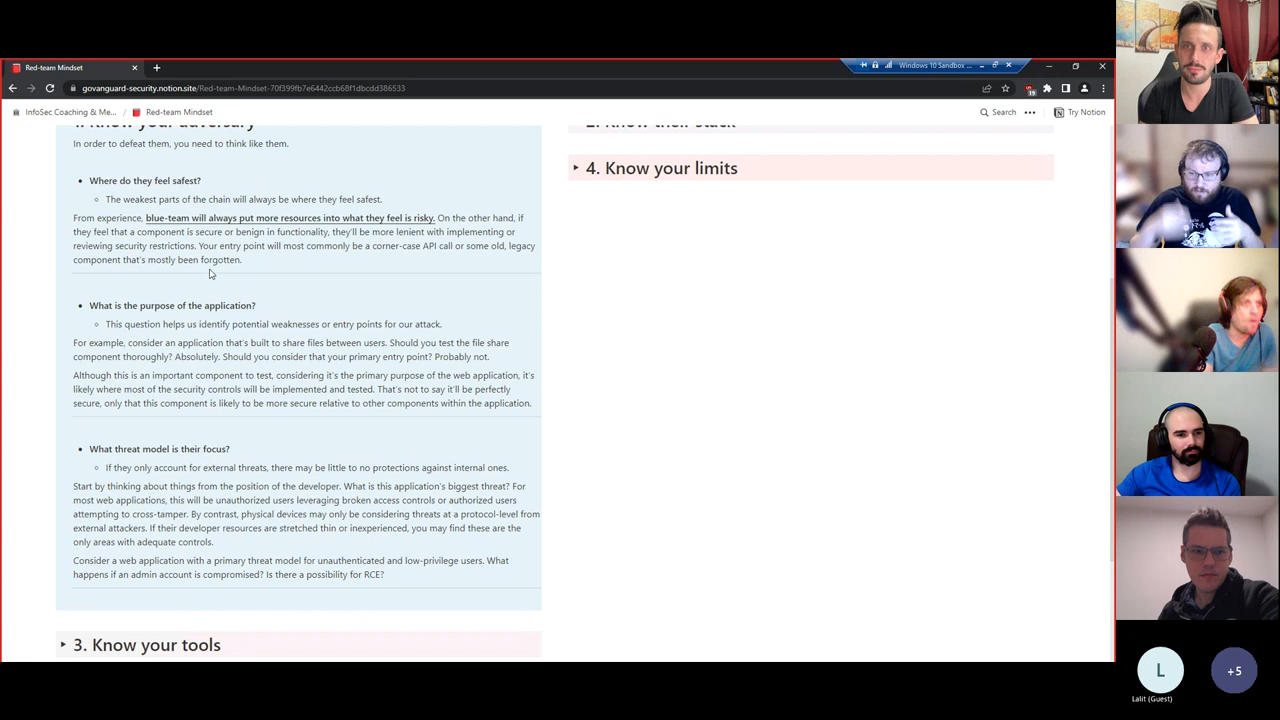 Red-team Mindset
Windows 10 Sandbox ...
govanguard-security.notion.site/Red-team-Mindset-70f399fb7e6442ccb68f1dbcdd386533
19
InfoSec Coaching & Me... / Red-team Mindset
Search
Try Notion
1. Know your adversary
In order to defeat them, you need to think like them.
• Where do they feel safest?
◦ The weakest parts of the chain will always be where they feel safest.
From experience, blue-team will always put more resources into what they feel is risky. On the other hand, if
they feel that a component is secure or benign in functionality, they'll be more lenient with implementing or
reviewing security restrictions. Your entry point will most commonly be a corner-case API call or some old, legacy
component that's mostly been forgotten.
• What is the purpose of the application?
◦ This question helps us identify potential weaknesses or entry points for our attack.
For example, consider an application that's built to share files between users. Should you test the file share
component thoroughly? Absolutely. Should you consider that your primary entry point? Probably not.
Although this is an important component to test, considering it's the primary purpose of the web application, it's
likely where most of the security controls will be implemented and tested. That's not to say it'll be perfectly
secure, only that this component is likely to be more secure relative to other components within the application.
• What threat model is their focus?
◦ If they only account for external threats, there may be little to no protections against internal ones.
Start by thinking about things from the position of the developer. What is this application's biggest threat? For
most web applications, this will be unauthorized users leveraging broken access controls or authorized users
attempting to cross-tamper. By contrast, physical devices may only be considering threats at a protocol-level from
external attackers. If their developer resources are stretched thin or inexperienced, you may find these are the
only areas with adequate controls.
Consider a web application with a primary threat model for unauthenticated and low-privilege users. What
happens if an admin account is compromised? Is there a possibility for RCE?
3. Know your tools
2. Know their stack
4. Know your limits
L
Lalit (Guest)
+5